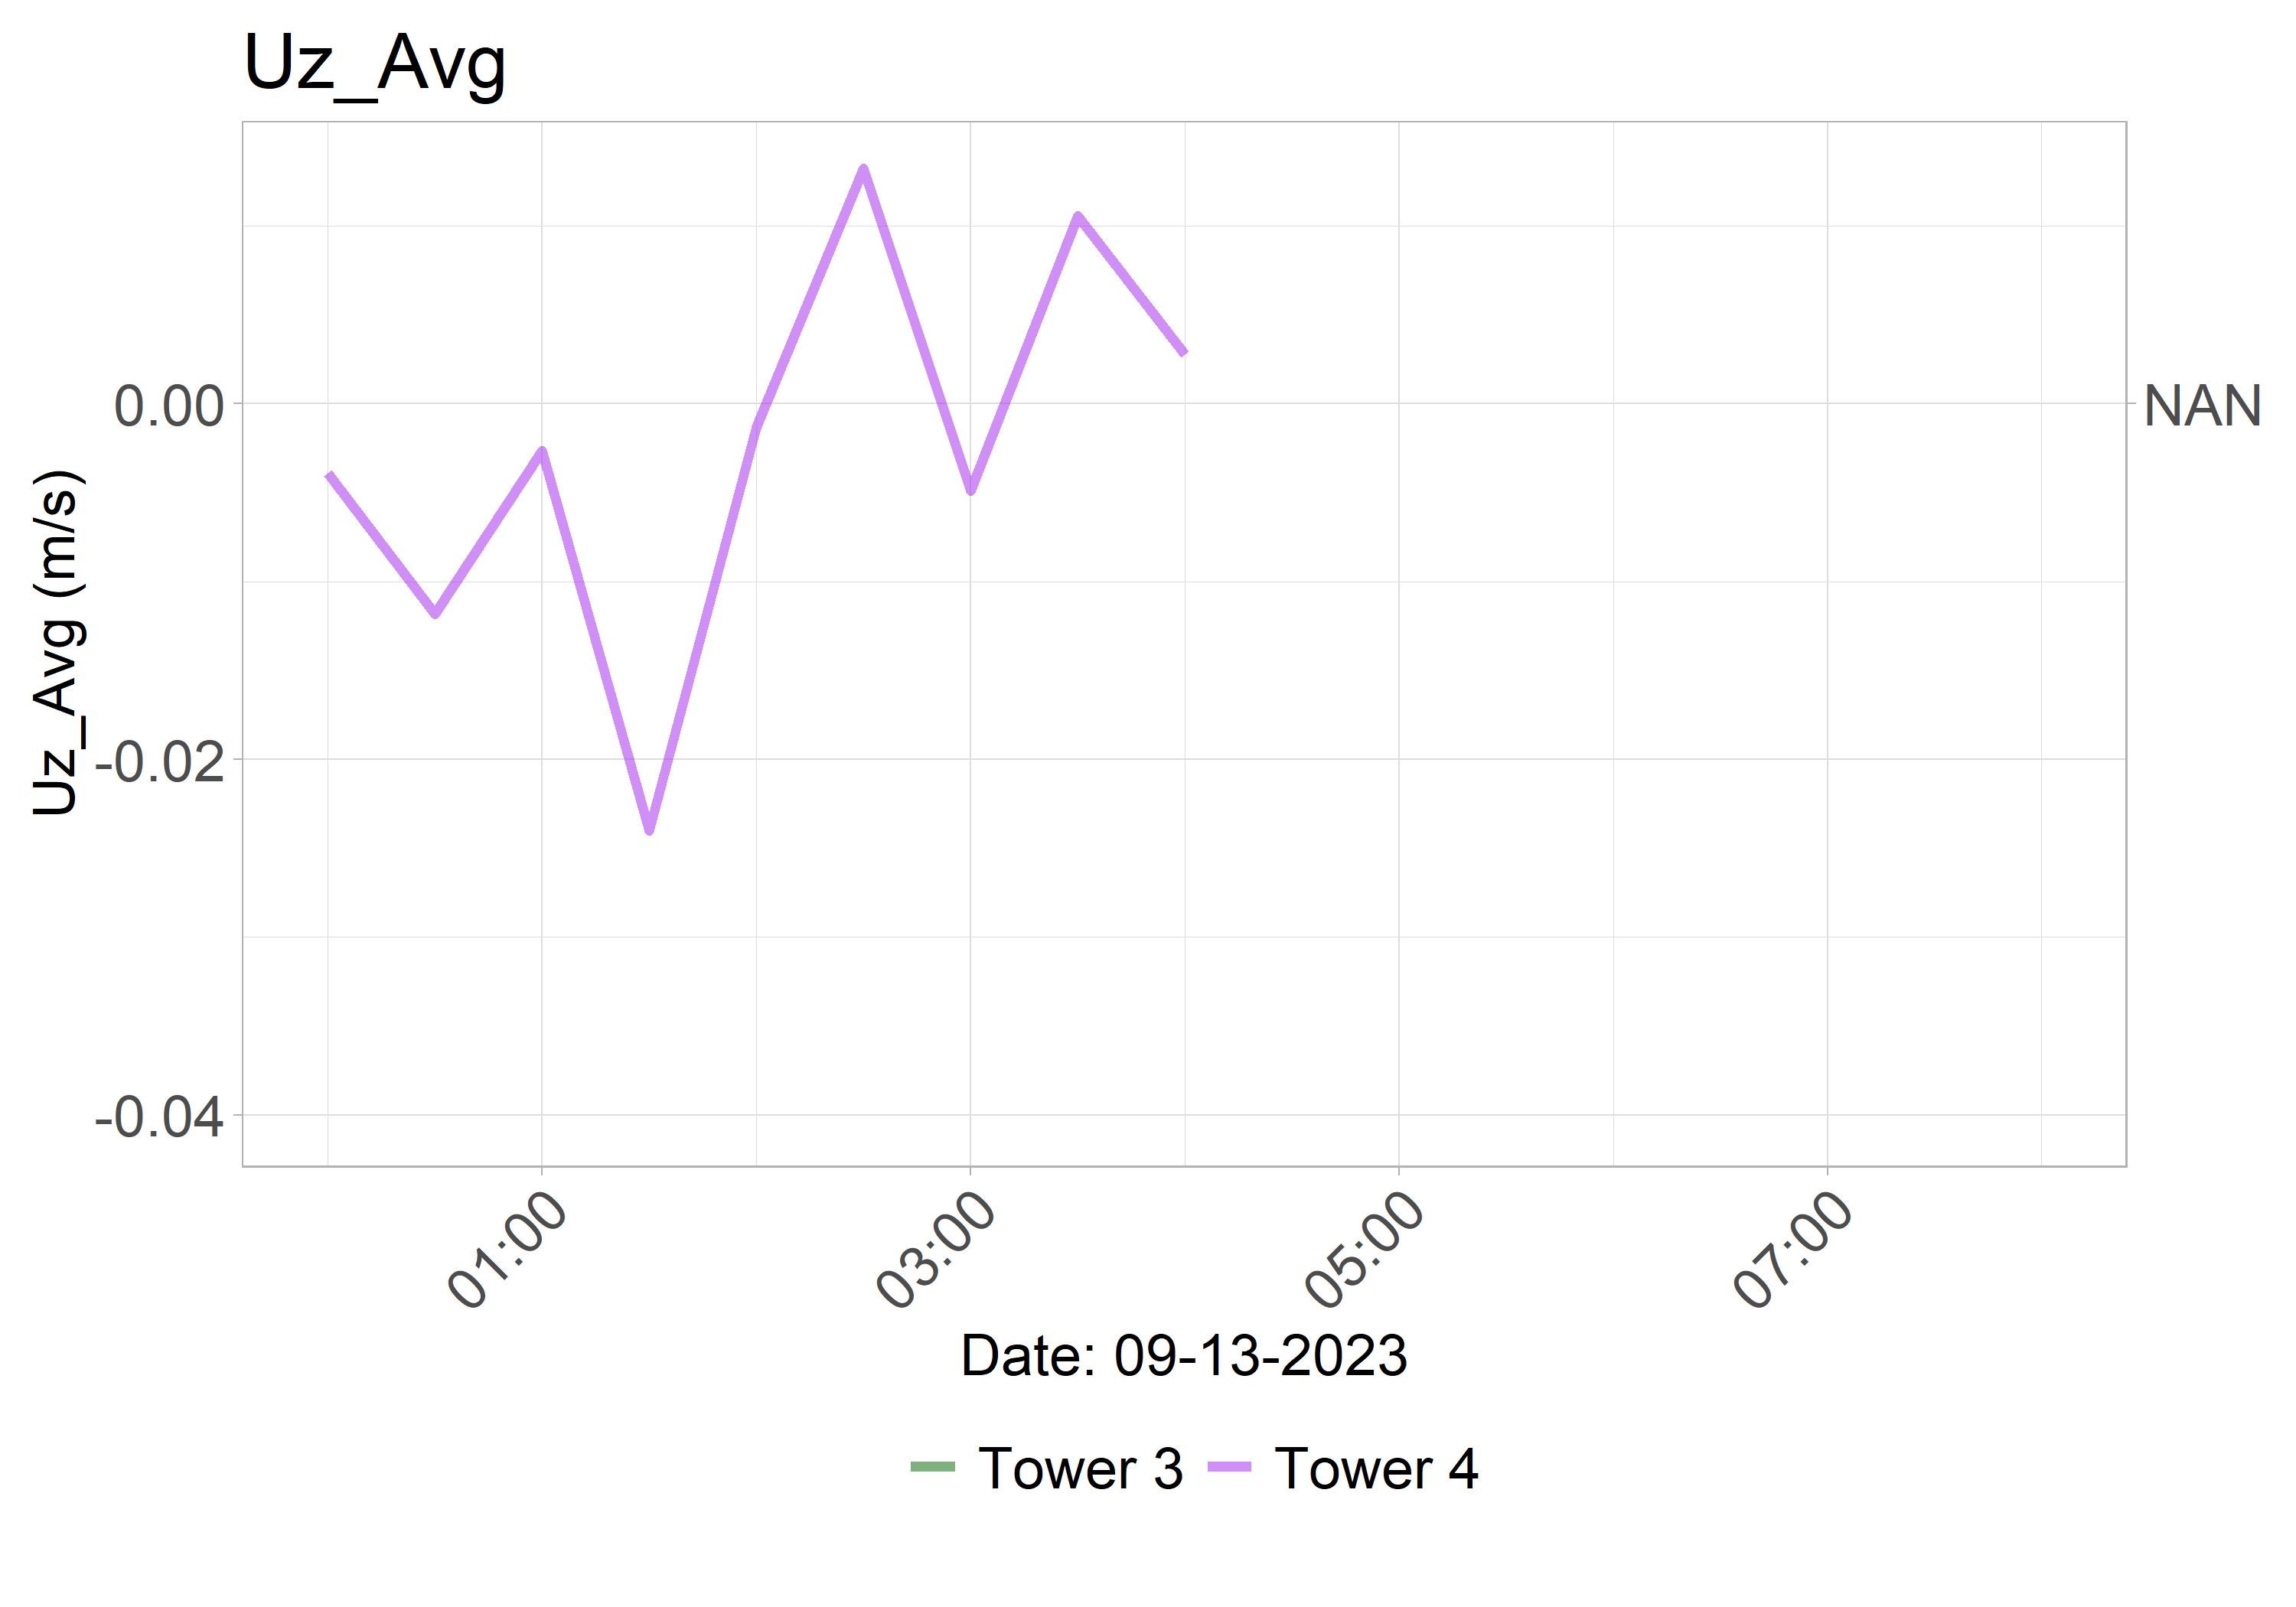 Uz_Avg
Uz_Avg (m/s)
0.00
-0.02
-0.04
NAN
01:00
03:00
05:00
07:00
Date: 09-13-2023
Tower 3
Tower 4